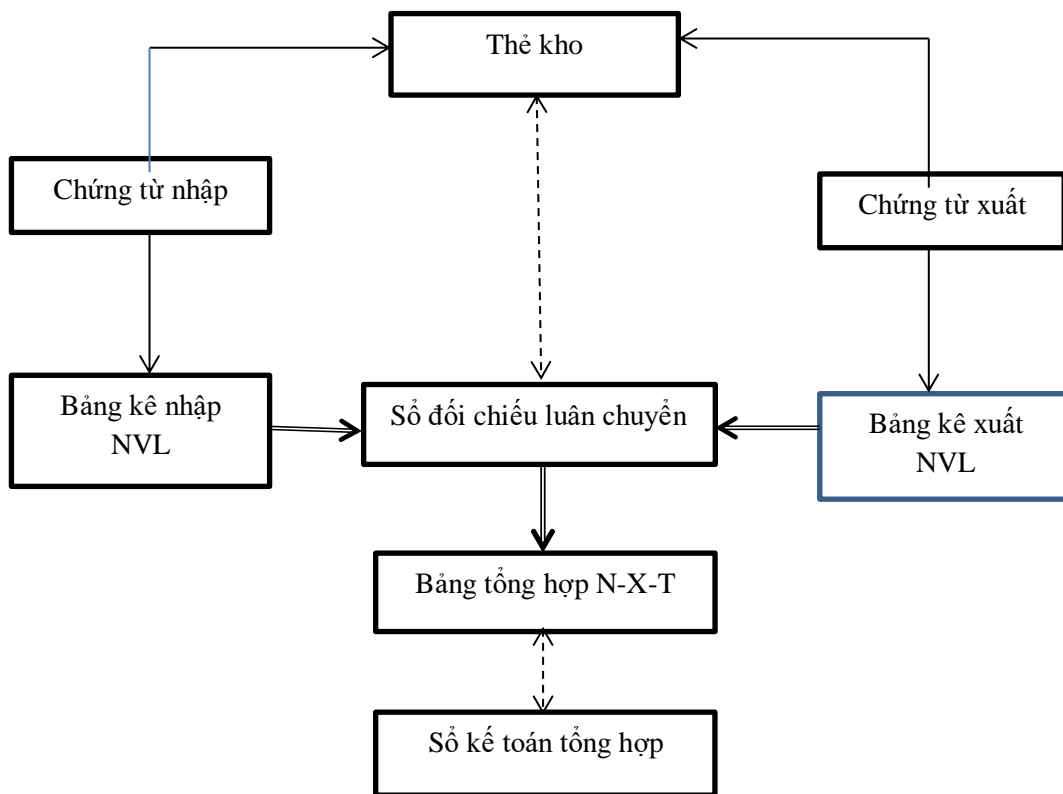 Thẻ kho
Chứng từ nhập
Chứng từ xuất
Bảng kê nhập
NVL
Sổ đối chiếu luân chuyển
Bảng kê xuất
NVL
Bảng tổng hợp N-X-T
Sổ kế toán tổng hợp